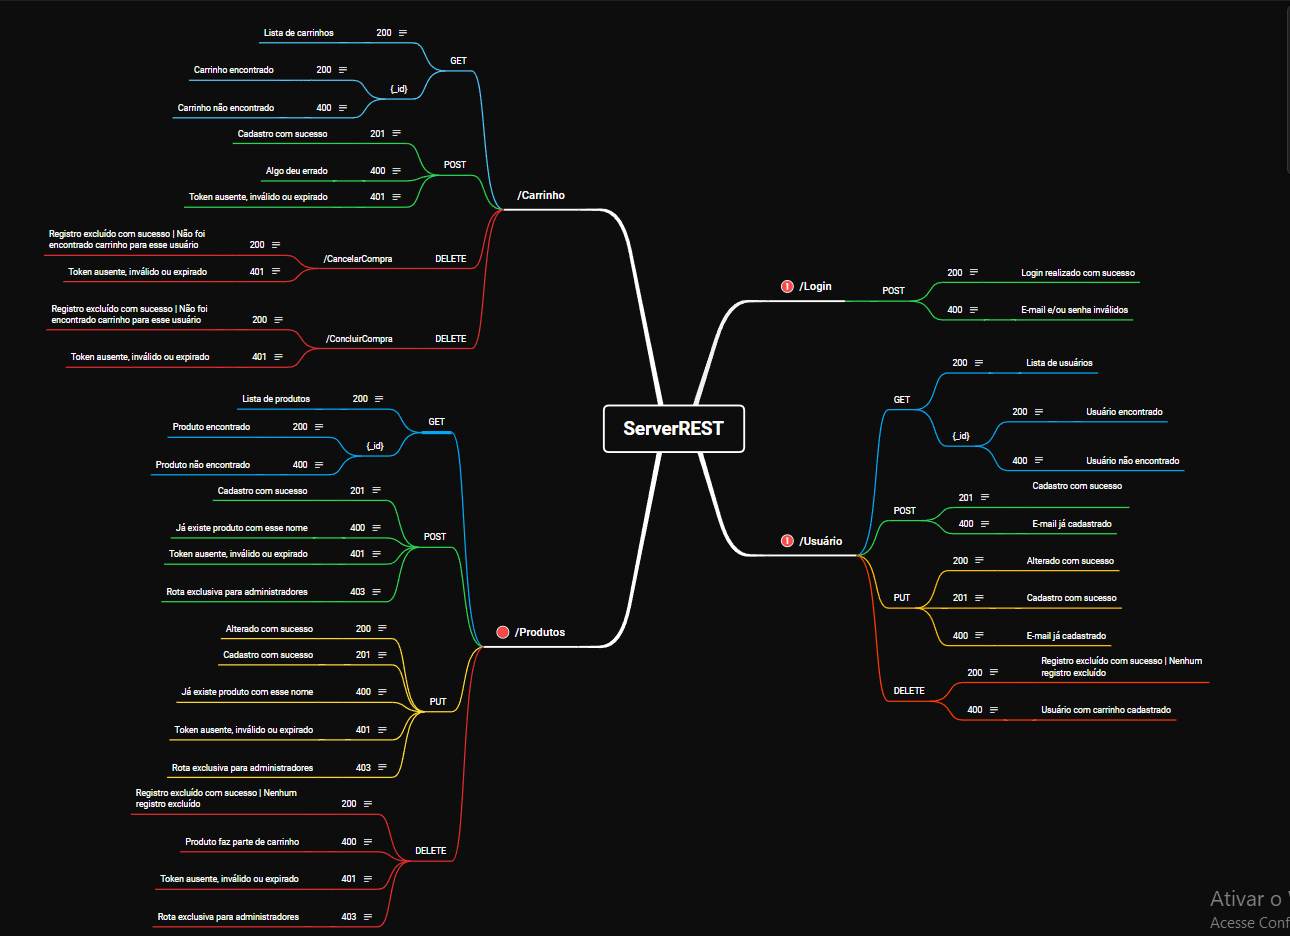 ServerREST
/Carrinho
GET
200
Lista de carrinhos
{_id}
200
Carrinho encontrado
400
Carrinho não encontrado
POST
201
Cadastro com sucesso
400
Algo deu errado
401
Token ausente, inválido ou expirado
DELETE
/CancelarCompra
200
Registro excluído com sucesso | Não foi
encontrado carrinho para esse usuário
401
Token ausente, inválido ou expirado
DELETE
/ConcluirCompra
200
Registro excluído com sucesso | Não foi
encontrado carrinho para esse usuário
401
Token ausente, inválido ou expirado
/Produtos
GET
200
Lista de produtos
{_id}
200
Produto encontrado
400
Produto não encontrado
POST
201
Cadastro com sucesso
400
Já existe produto com esse nome
401
Token ausente, inválido ou expirado
403
Rota exclusiva para administradores
PUT
200
Alterado com sucesso
201
Cadastro com sucesso
400
Já existe produto com esse nome
401
Token ausente, inválido ou expirado
403
Rota exclusiva para administradores
DELETE
200
Registro excluído com sucesso | Nenhum
registro excluído
400
Produto faz parte de carrinho
401
Token ausente, inválido ou expirado
403
Rota exclusiva para administradores
/Login
POST
200
Login realizado com sucesso
400
E-mail e/ou senha inválidos
/Usuário
GET
200
Lista de usuários
{_id}
200
Usuário encontrado
400
Usuário não encontrado
POST
201
Cadastro com sucesso
400
E-mail já cadastrado
PUT
200
Alterado com sucesso
201
Cadastro com sucesso
400
E-mail já cadastrado
DELETE
200
Registro excluído com sucesso | Nenhum
registro excluído
400
Usuário com carrinho cadastrado
Ativar o
Acesse Conf